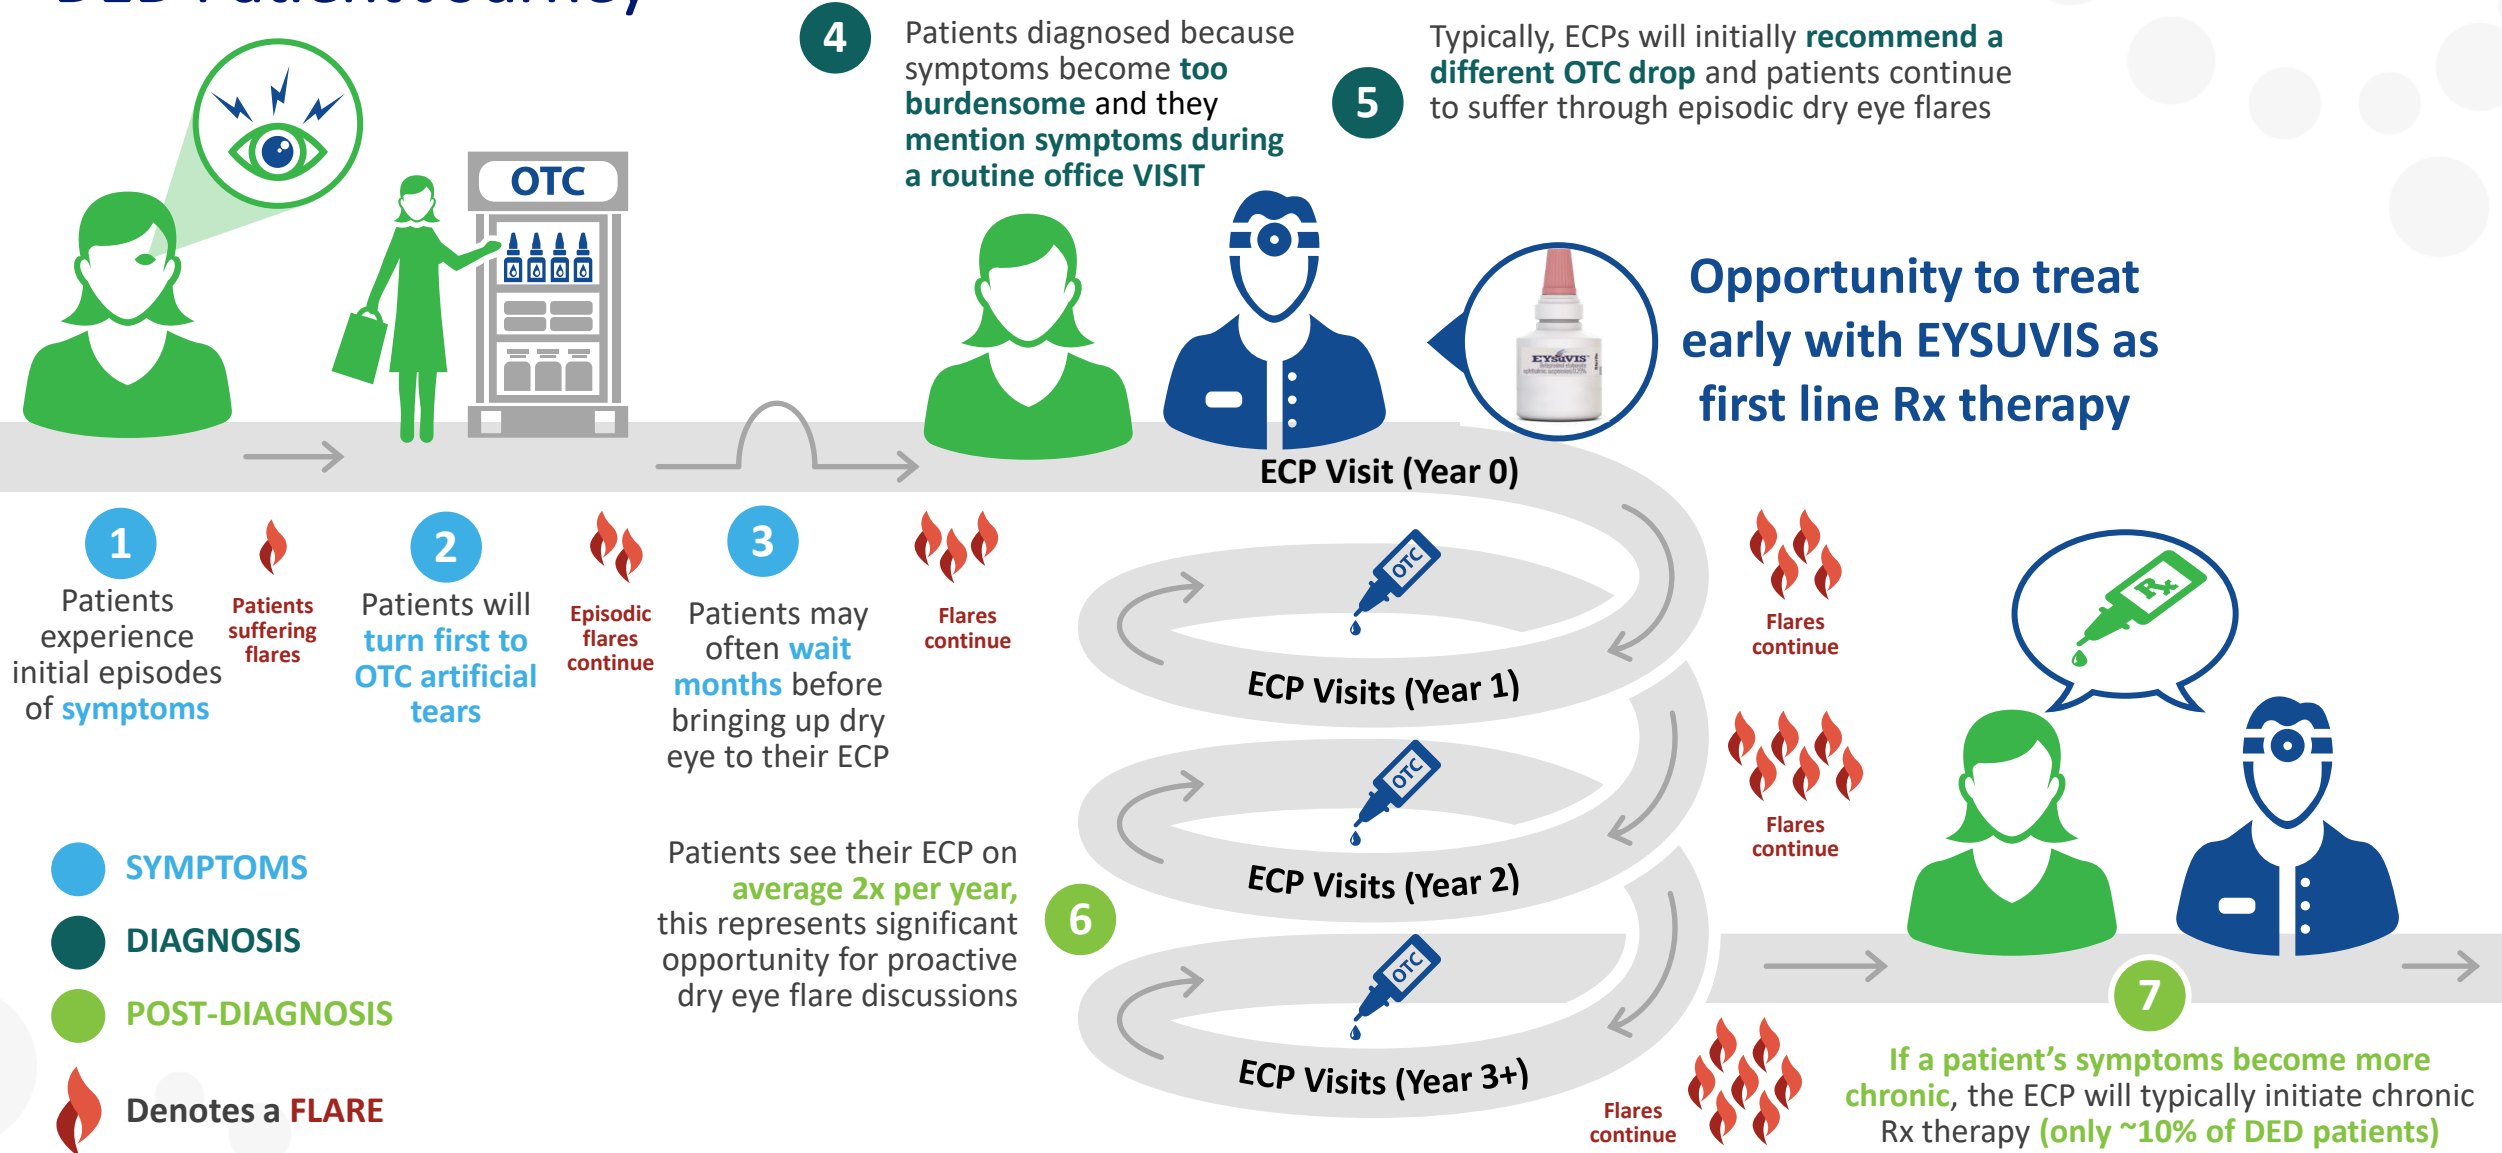 DED Patient Journey
4
Patients diagnosed because
symptoms become too
burdensome and they
mention symptoms during
a routine office VISIT
5
Typically, ECPs will initially recommend a
different OTC drop and patients continue
to suffer through episodic dry eye flares
OTC
EYSUVIS
Opportunity to treat
early with EYSUVIS as
first line Rx therapy
ECP Visit (Year 0)
1
Patients
experience
initial episodes
of symptoms
Patients
suffering
flares
2
Patients will
turn first to
OTC artificial
tears
Episodic
flares
continue
3
Patients may
often wait
months before
bringing up dry
eye to their ECP
Flares
continue
OTC
ECP Visits (Year 1)
Flares
continue
OTC
ECP Visits (Year 2)
Flares
continue
Rx
SYMPTOMS
DIAGNOSIS
POST-DIAGNOSIS
Denotes a FLARE
Patients see their ECP on
average 2x per year,
this represents significant
opportunity for proactive
dry eye flare discussions
6
OTC
ECP Visits (Year 3+)
Flares
continue
7
If a patient's symptoms become more
chronic, the ECP will typically initiate chronic
Rx therapy (only ~10% of DED patients)